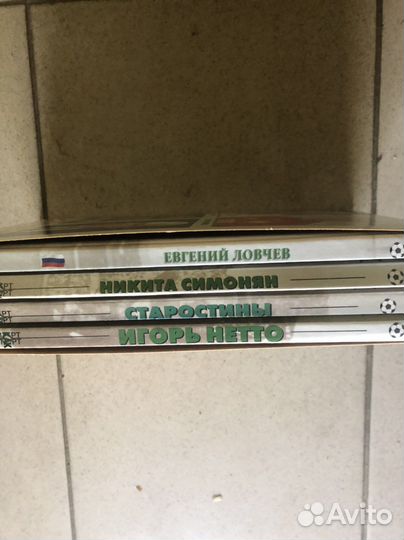 ЕВГЕНИЙ ЛОВЧЕВ
НИКИТА СИМОНЯН
СТАРОСТИНЫ
ИГОРЬ НЕТТО
Avito